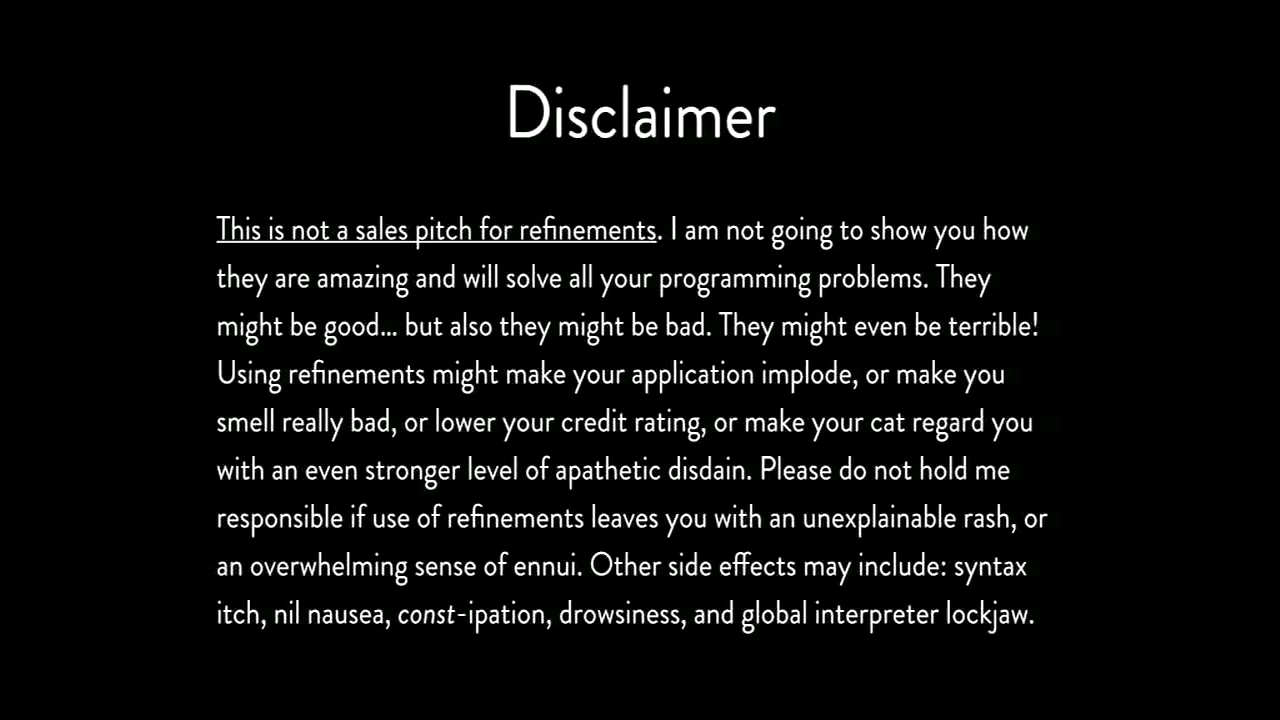 Disclaimer
This is not a sales pitch for refinements. I am not going to show you how
they are amazing and will solve all your programming problems. They
might be good... but also they might be bad. They might even be terrible!
Using refinements might make your application implode, or make you
smell really bad, or lower your credit rating, or make your cat regard you
with an even stronger level of apathetic disdain. Please do not hold me
responsible if use of refinements leaves you with an unexplainable rash, or
an overwhelming sense of ennui. Other side effects may include: syntax
itch, nil nausea, const-ipation, drowsiness, and global interpreter lockjaw.